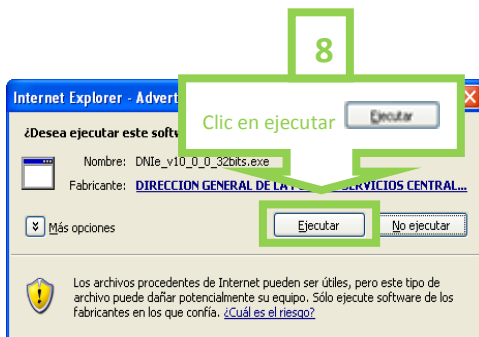 8
Internet Explorer - Advert
Clic en ejecutar Ejecutar
¿Desea ejecutar este softw
Nombre: DNIe_v10_0_0_32bits.exe
Fabricante: DIRECCION GENERAL DE LA SERVICIOS CENTRAL...
Más opciones
Ejecutar
No ejecutar
Los archivos procedentes de Internet pueden ser útiles, pero este tipo de
archivo puede dañar potencialmente su equipo. Sólo ejecute software de los
fabricantes en los que confía. ¿Cuál es el riesgo?